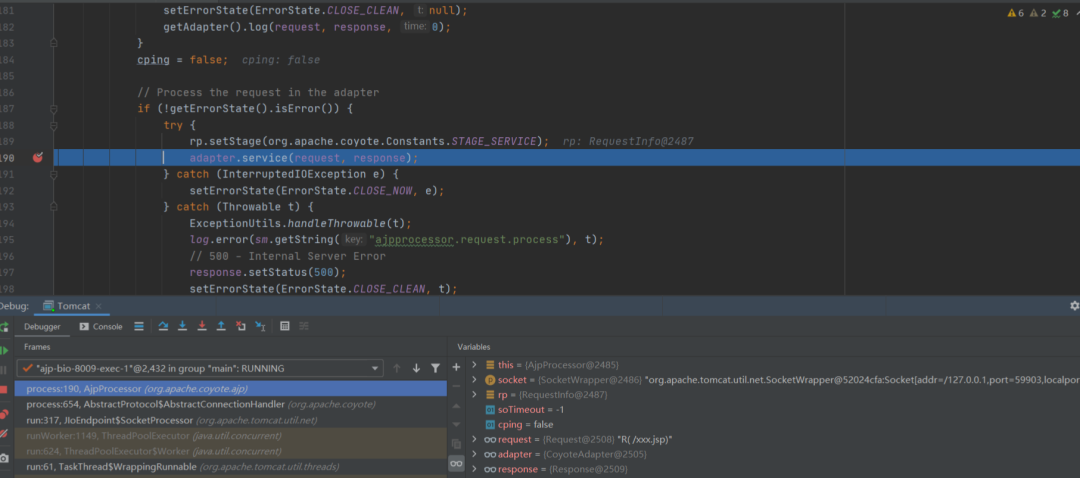 181 setErrorState(ErrorState.CLOSE_CLEAN, t: null);
182 getAdapter().log(request, response, time: 0);
183 }
184 cping = false; cping: false
185
186 // Process the request in the adapter
187 if (!getErrorState().isError()) {
188 try {
189 rp.setStage(org.apache.coyote.Constants.STAGE_SERVICE); rp: RequestInfo@2487
190 adapter.service(request, response);
191 } catch (InterruptedIOException e) {
192 setErrorState(ErrorState.CLOSE_NOW, e);
193 } catch (Throwable t) {
194 ExceptionUtils.handleThrowable(t);
195 log.error(sm.getString( key: "ajpprocessor.request.process"), t);
196 // 500 - Internal Server Error
197 response.setStatus(500);
198 setErrorState(ErrorState.CLOSE_CLEAN, t);
6 2 8
Debug: Tomcat
Debugger Console
Frames
"ajp-bio-8009-exec-1"@2,432 in group "main": RUNNING
process:190, AjpProcessor (org.apache.coyote.ajp)
process:654, AbstractProtocol$AbstractConnectionHandler (org.apache.coyote)
run:317, JIoEndpoint$SocketProcessor (org.apache.tomcat.util.net)
runWorker:1149, ThreadPoolExecutor (java.util.concurrent)
run:624, ThreadPoolExecutor$Worker (java.util.concurrent)
run:61, TaskThread$WrappingRunnable (org.apache.tomcat.util.threads)
Variables
this = {AjpProcessor@2485}
socket = {SocketWrapper@2486} "org.apache.tomcat.util.net.SocketWrapper@52024cfa:Socket[addr=/127.0.0.1,port=59903,localport
rp = {RequestInfo@2487}
soTimeout = -1
cping = false
request = {Request@2508} "R( /xxx.jsp)"
adapter = {CoyoteAdapter@2505}
response = {Response@2509}